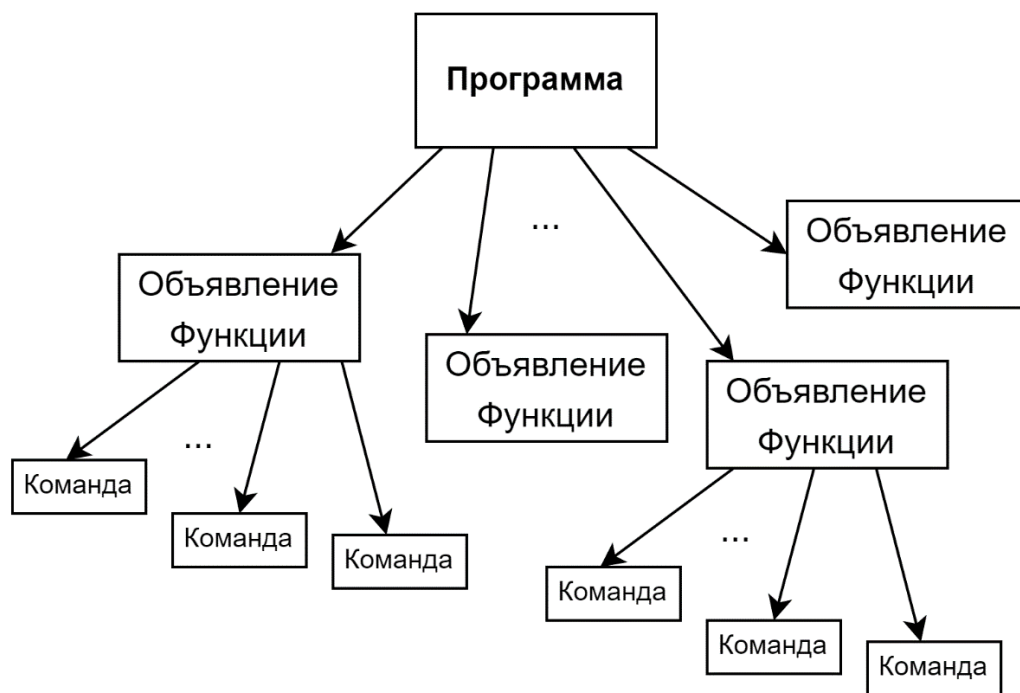 Программа
...
Объявление
Функции
Объявление
Функции
Объявление
Функции
Объявление
Функции
...
Команда
Команда
Команда
...
Команда
Команда
Команда